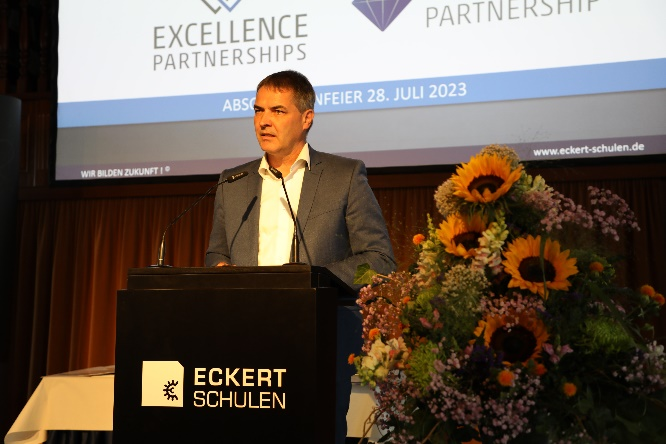 EXCELLENCE
PARTNERSHIPS
PARTNERSHIP
28. JULI 2023
WIR BILDEN ZUKUNFT ! ©
www.eckert-schulen.de
ECKERT
SCHULEN